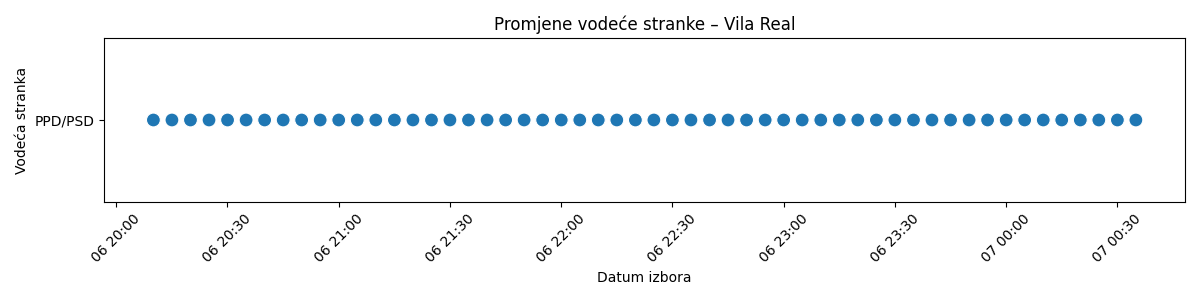 Promjene vodeće stranke – Vila Real
Vodeća stranka
PPD/PSD
06 20:00
06 20:30
06 21:00
06 21:30
06 22:00
06 22:30
06 23:00
06 23:30
07 00:00
07 00:30
Datum izbora